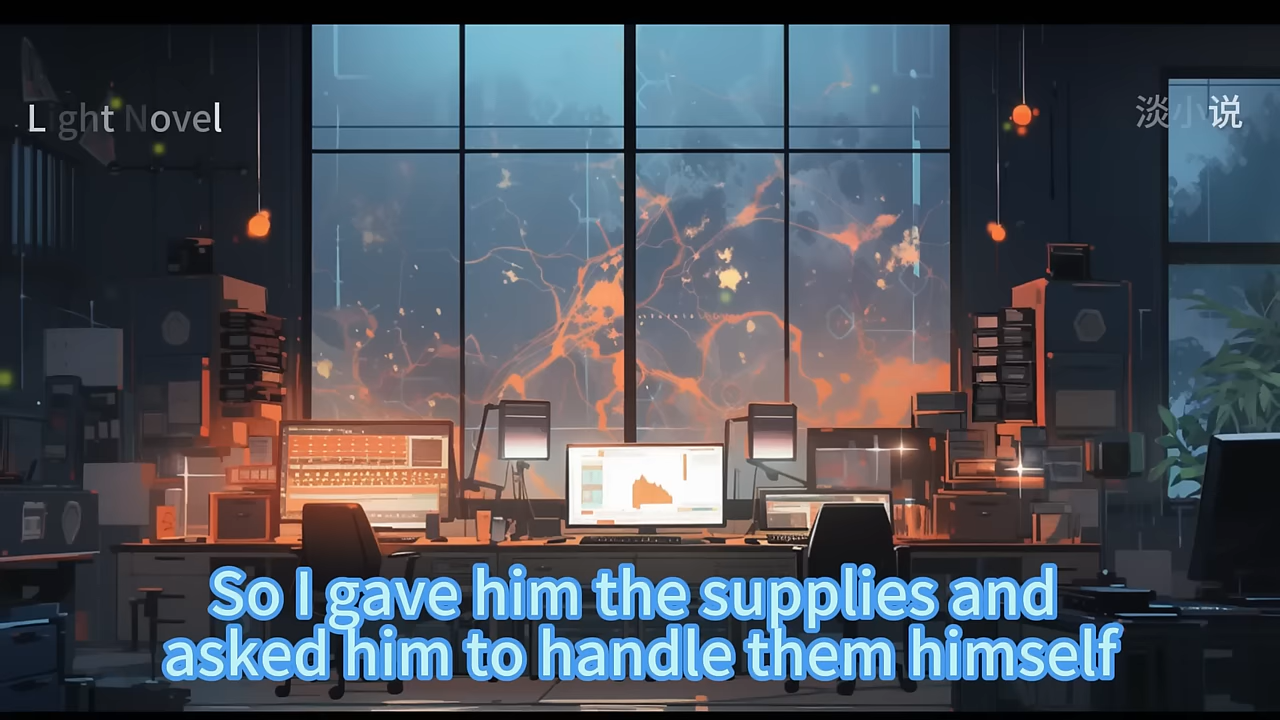 Light Novel
淡小说
So I gave him the supplies and
asked him to handle them himself